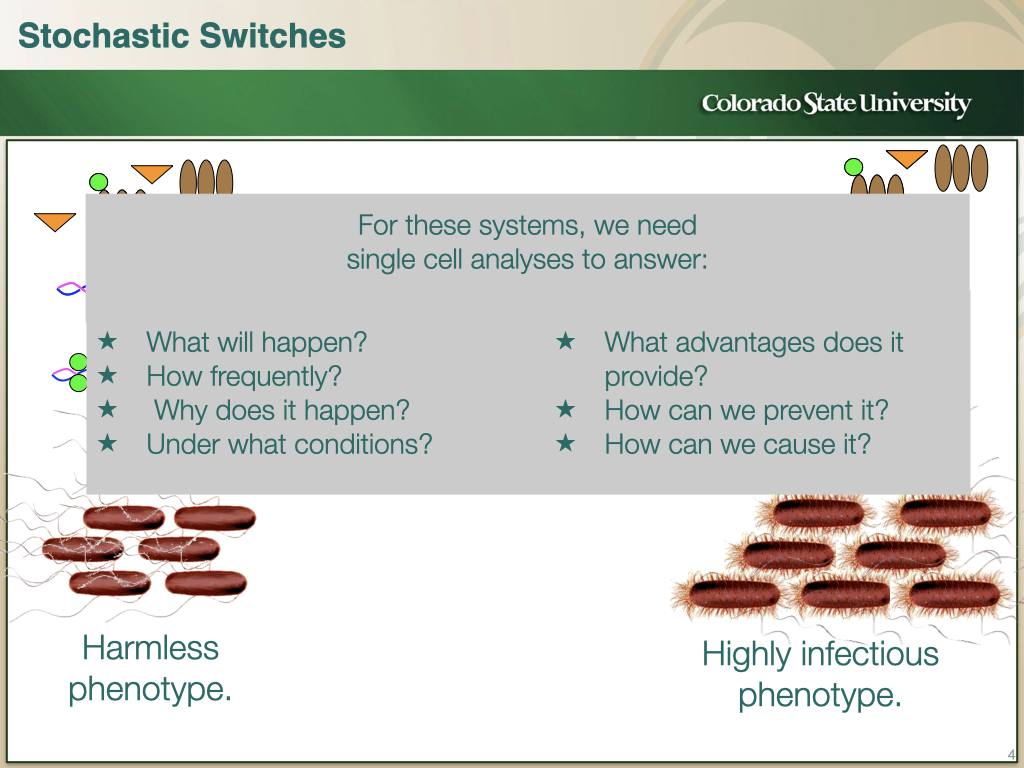 Stochastic Switches
Colorado State University
For these systems, we need
single cell analyses to answer:
★ What will happen?
★ How frequently?
★ Why does it happen?
★ Under what conditions?
★ What advantages does it
provide?
★ How can we prevent it?
★ How can we cause it?
Harmless
phenotype.
Highly infectious
phenotype.
4